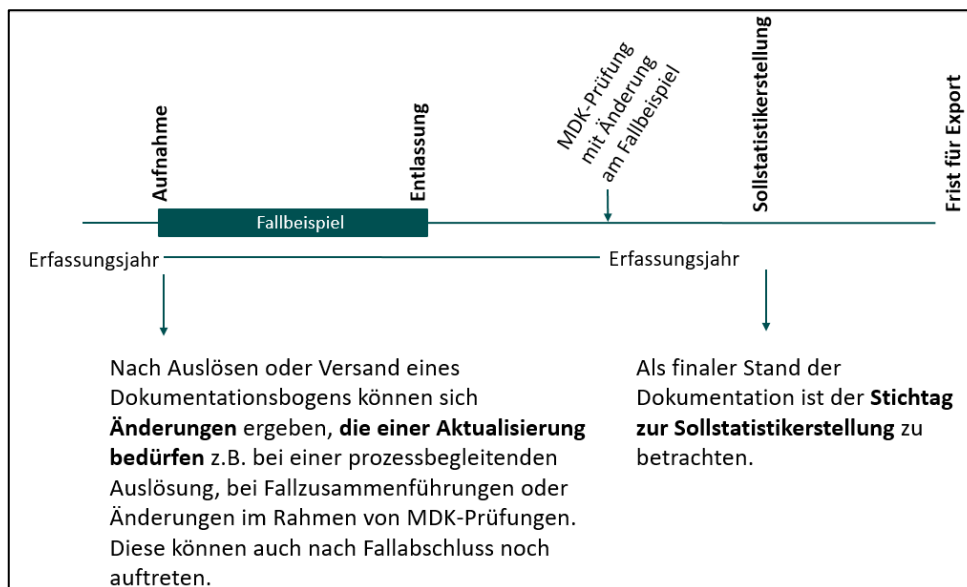 Aufnahme
Entlassung
MDK-Prüfung
mit Änderung
am Fallbeispiel
Sollstatistikerstellung
Frist für Export
Fallbeispiel
Erfassungsjahr
Erfassungsjahr
Nach Auslösen oder Versand eines
Dokumentationsbogens können sich
Änderungen ergeben, die einer Aktualisierung
bedürfen z.B. bei einer prozessbegleitenden
Auslösung, bei Fallzusammenführungen oder
Änderungen im Rahmen von MDK-Prüfungen.
Diese können auch nach Fallabschluss noch
auftreten.
Als finaler Stand der
Dokumentation ist der Stichtag
zur Sollstatistikerstellung zu
betrachten.